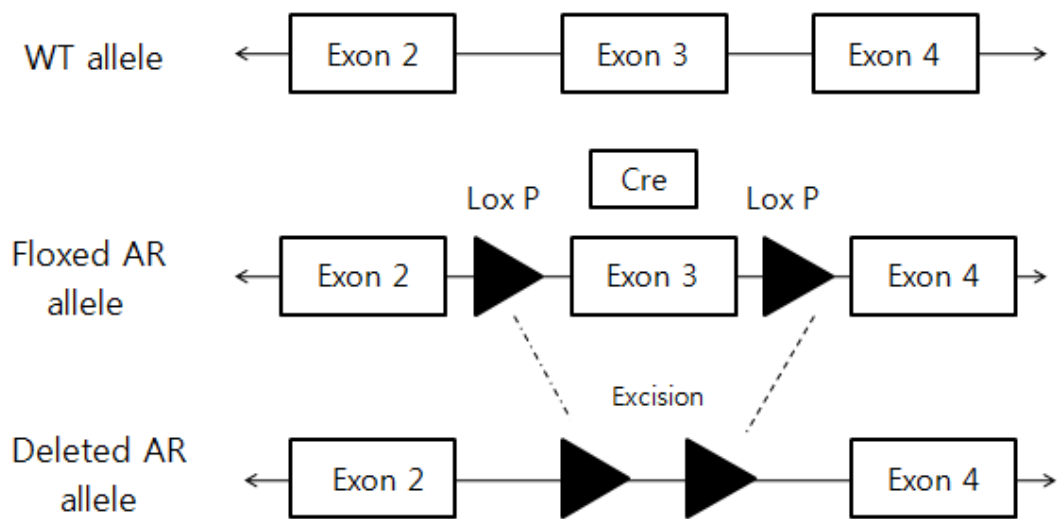 WT allele
Exon 2
Exon 3
Exon 4
Cre
Lox P
Lox P
Floxed AR
allele
Exon 2
Exon 3
Exon 4
Excision
Deleted AR
allele
Exon 2
Exon 4